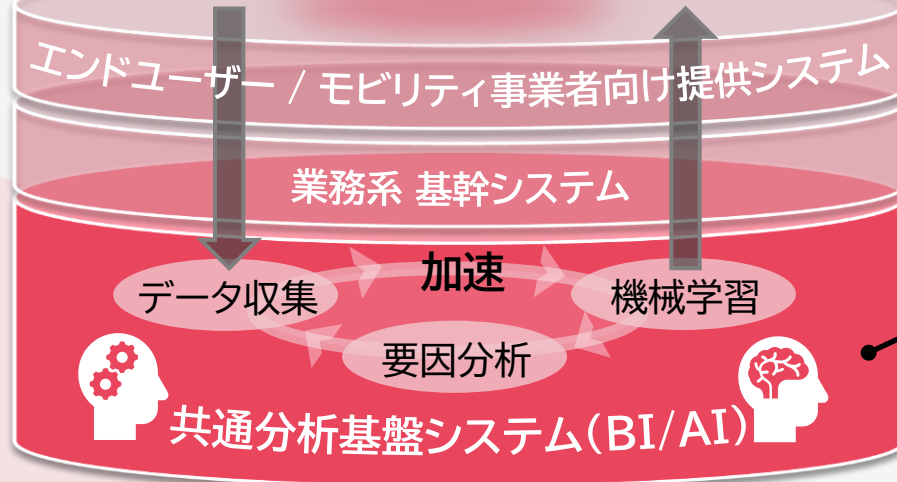 エンドユーザー / モビリティ事業者向け提供システム
業務系 基幹システム
加速
データ収集
機械学習
要因分析
共通分析基盤システム(BI/AI)